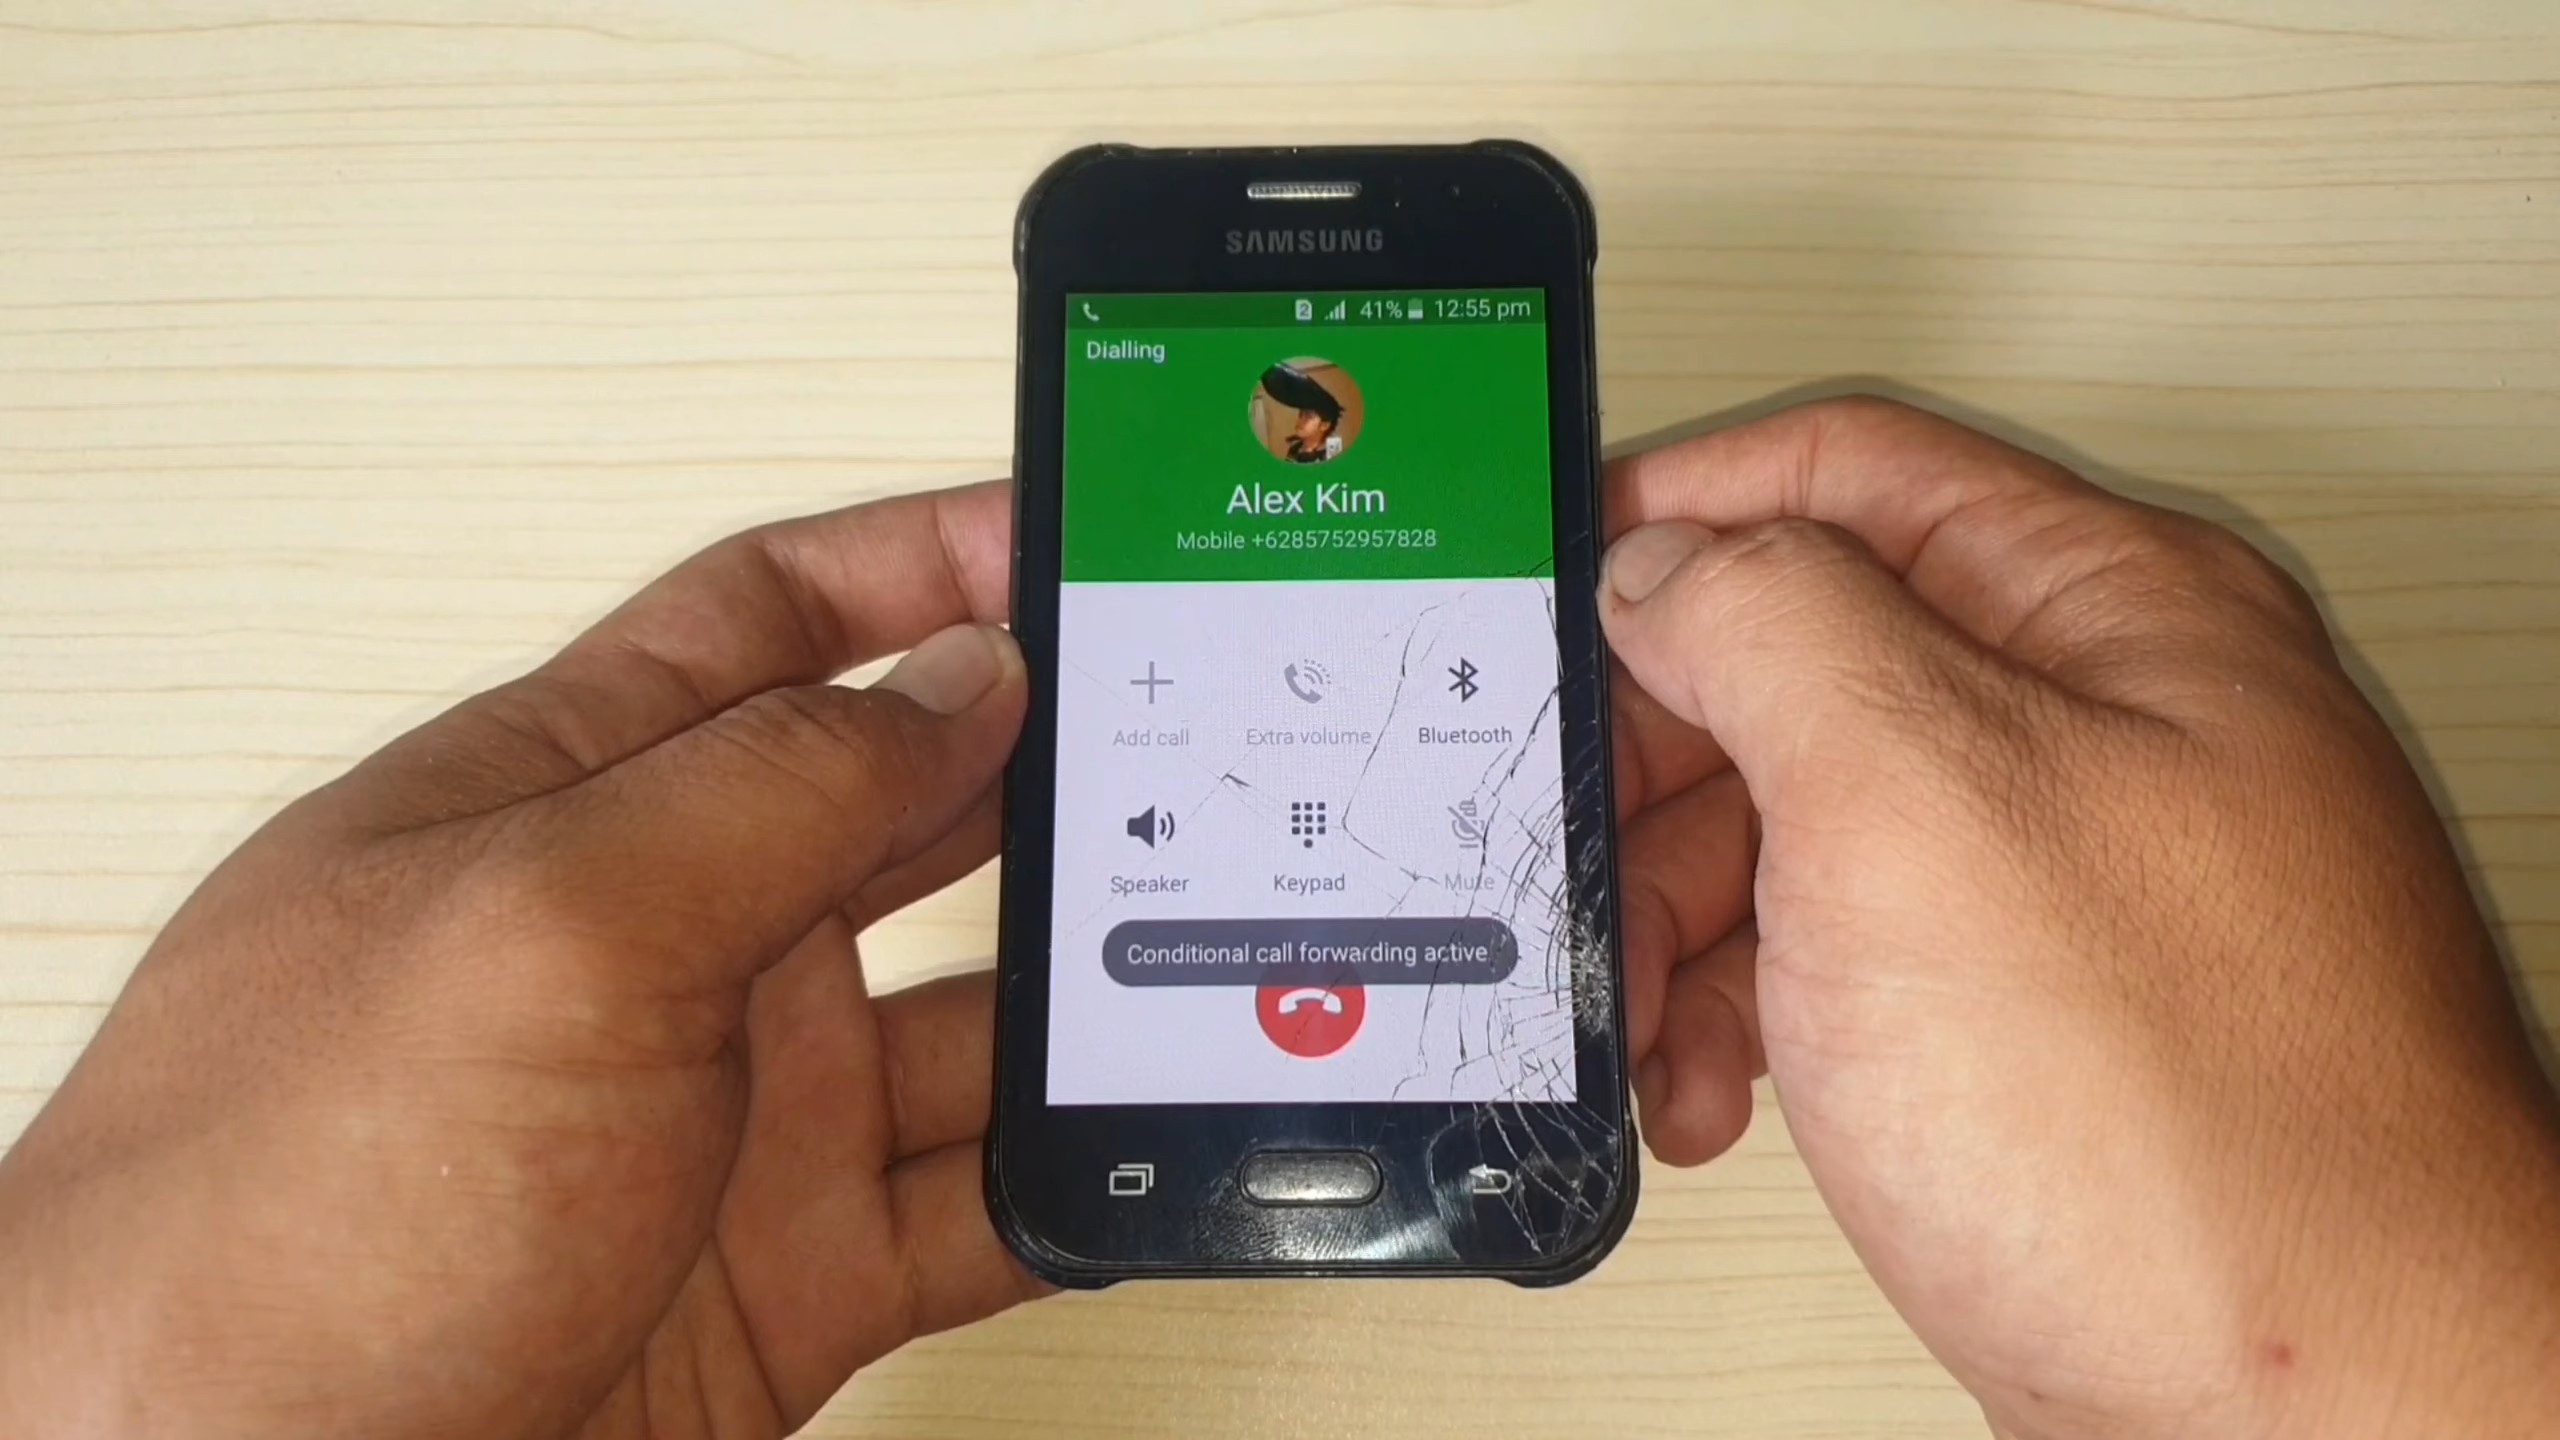 SAMSUNG
2 41% 12:55 pm
Dialling
Alex Kim
Mobile +6285752957828
Add call Extra volume Bluetooth
Speaker Keypad Mute
Conditional call forwarding active